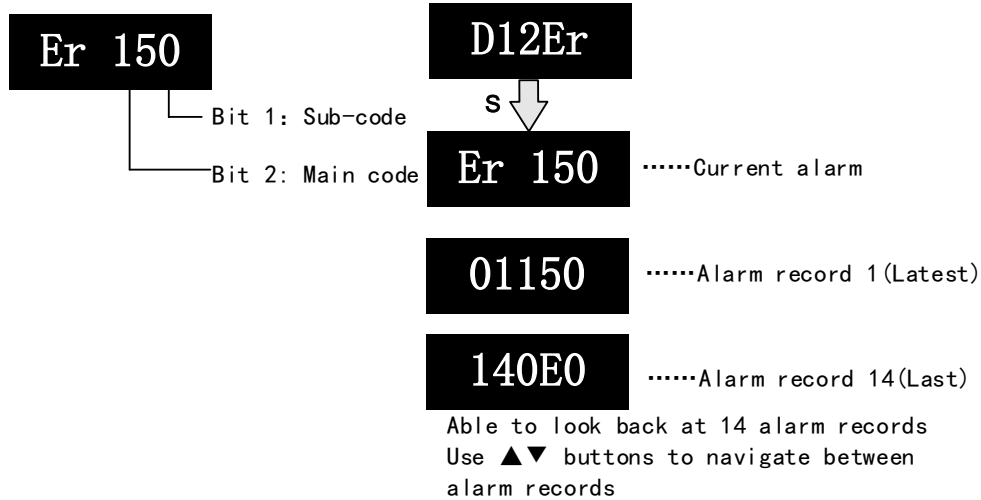 Er 150
Bit 1: Sub-code
Bit 2: Main code
D12Er
S
Er 150 ······Current alarm
01150 ······Alarm record 1(Latest)
140E0 ······Alarm record 14(Last)
Able to look back at 14 alarm records
Use ▲▼ buttons to navigate between
alarm records